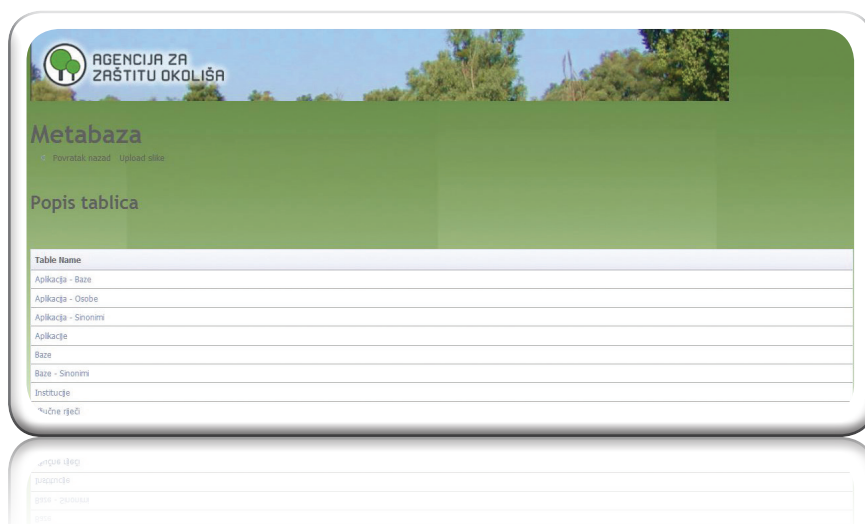 AGENCIJA ZA
ZAŠTITU OKOLIŠA
Metabaza
Povratak nazad Upload slike
Popis tablica
Table Name
Aplikacija - Baze
Aplikacija - Osobe
Aplikacija - Sinonimi
Aplikacije
Baze
Baze - Sinonimi
Institucije
riječi